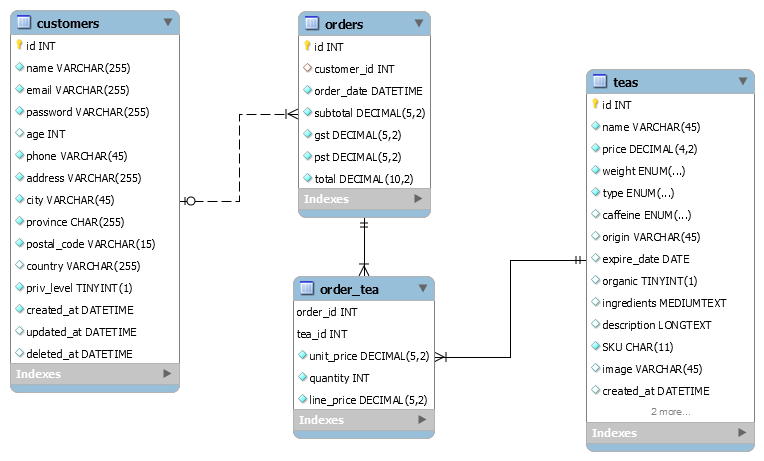 customers
id INT
name VARCHAR(255)
email VARCHAR(255)
password VARCHAR(255)
age INT
phone VARCHAR(45)
address VARCHAR(255)
city VARCHAR(45)
province CHAR(255)
postal_code VARCHAR(15)
country VARCHAR(255)
priv_level TINYINT(1)
created_at DATETIME
updated_at DATETIME
deleted_at DATETIME
Indexes
orders
id INT
customer_id INT
order_date DATETIME
subtotal DECIMAL(5,2)
gst DECIMAL(5,2)
pst DECIMAL(5,2)
total DECIMAL(10,2)
Indexes
order_tea
order_id INT
tea_id INT
unit_price DECIMAL(5,2)
quantity INT
line_price DECIMAL(5,2)
Indexes
teas
id INT
name VARCHAR(45)
price DECIMAL(4,2)
weight ENUM(...)
type ENUM(...)
caffeine ENUM(...)
origin VARCHAR(45)
expire_date DATE
organic TINYINT(1)
ingredients MEDIUMTEXT
description LONGTEXT
SKU CHAR(11)
image VARCHAR(45)
created_at DATETIME
2 more...
Indexes